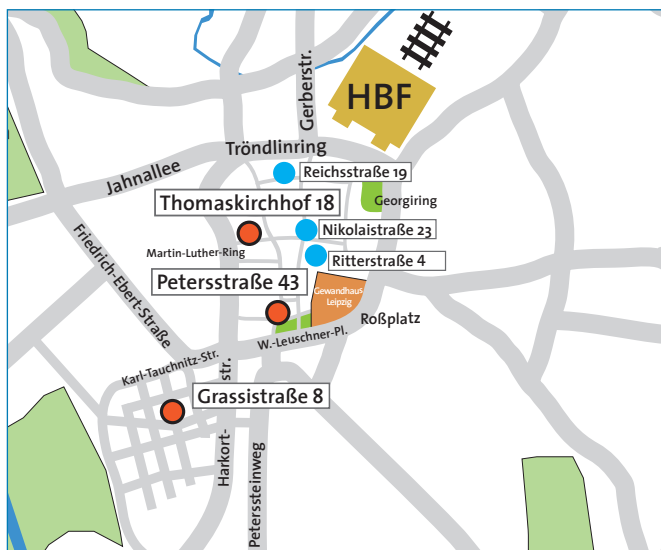 HBF
Gerberstr.
Tröndlinring
Jahnallee
Reichsstraße 19
Georgiring
Thomaskirchhof 18
Nikolaistraße 23
Martin-Luther-Ring
Ritterstraße 4
Friedrich-Ebert-Straße
Petersstraße 43
Gewandhaus
Leipzig
Roßplatz
W.-Leuschner-Pl.
Karl-Tauchnitz-Str.
Grassistraße 8
Harkort-
str.
Peterssteinweg